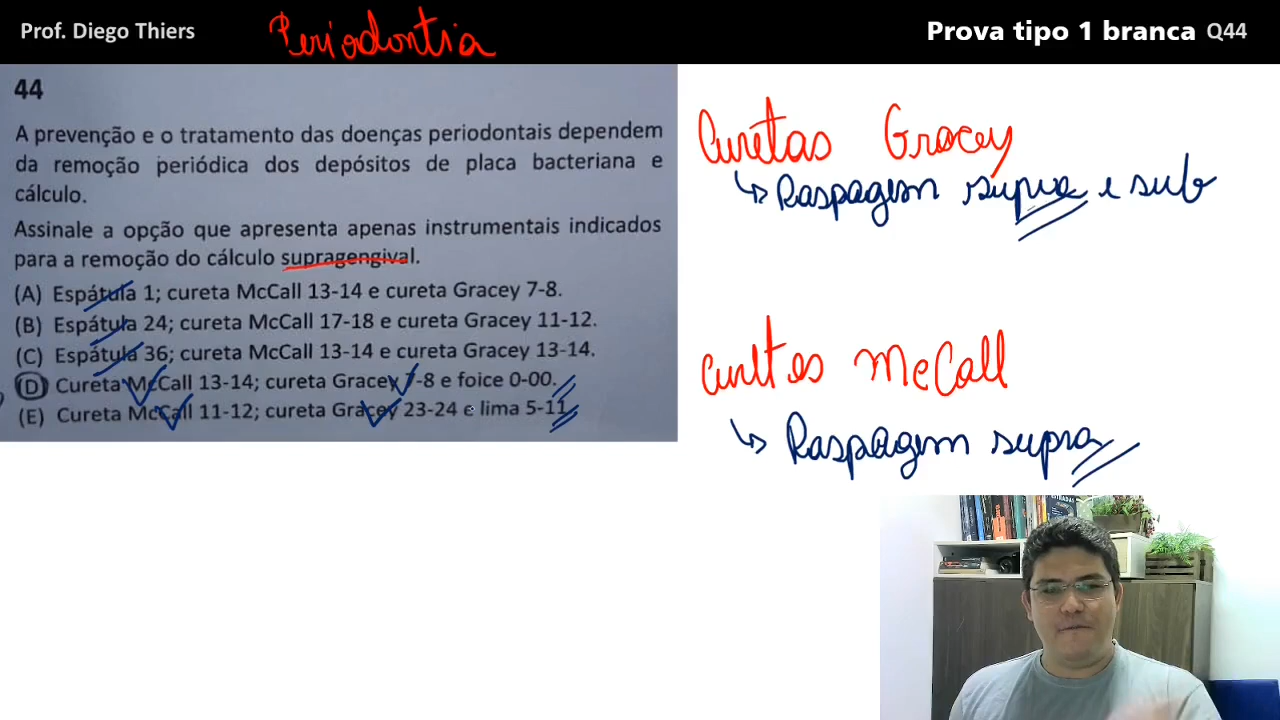 Prof. Diego Thiers
Periodontia
Prova tipo 1 branca Q44
44
A prevenção e o tratamento das doenças periodontais dependem
da remoção periódica dos depósitos de placa bacteriana e
cálculo.
Assinale a opção que apresenta apenas instrumentais indicados
para a remoção do cálculo supragengival.
(A) Espátula 1; cureta McCall 13-14 e cureta Gracey 7-8.
(B) Espátula 24; cureta McCall 17-18 e cureta Gracey 11-12.
(C) Espátula 36; cureta McCall 13-14 e cureta Gracey 13-14.
(D) Cureta McCall 13-14; cureta Gracey 7-8 e foice 0-00.
(E) Cureta McCall 11-12; cureta Gracey 23-24 e lima 5-11.
Curetas Gracey
↳ Raspagem supra e sub
Curetas McCall
↳ Raspagem supra